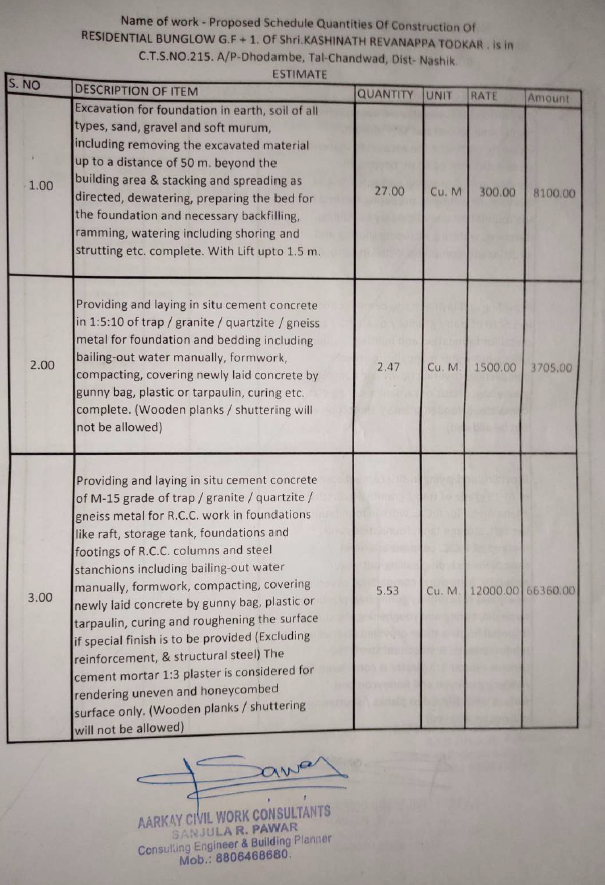 Name of work - Proposed Schedule Quantities Of Construction Of
RESIDENTIAL BUNGLOW G.F + 1. Of Shri.KASHINATH REVANAPPA TODKAR . is in
C.T.S.NO.215. A/P-Dhodambe, Tal-Chandwad, Dist- Nashik.
ESTIMATE
S. NO DESCRIPTION OF ITEM QUANTITY UNIT RATE Amount
Excavation for foundation in earth, soil of all
types, sand, gravel and soft murum,
including removing the excavated material
up to a distance of 50 m. beyond the
building area & stacking and spreading as
directed, dewatering, preparing the bed for
the foundation and necessary backfilling,
ramming, watering including shoring and
strutting etc. complete. With Lift upto 1.5 m.
1.00 27.00 Cu. M 300.00 8100.00
Providing and laying in situ cement concrete
in 1:5:10 of trap / granite / quartzite / gneiss
metal for foundation and bedding including
bailing-out water manually, formwork,
compacting, covering newly laid concrete by
gunny bag, plastic or tarpaulin, curing etc.
complete. (Wooden planks / shuttering will
not be allowed)
2.00 2.47 Cu. M. 1500.00 3705.00
Providing and laying in situ cement concrete
of M-15 grade of trap / granite / quartzite /
gneiss metal for R.C.C. work in foundations
like raft, storage tank, foundations and
footings of R.C.C. columns and steel
stanchions including bailing-out water
manually, formwork, compacting, covering
newly laid concrete by gunny bag, plastic or
tarpaulin, curing and roughening the surface
if special finish is to be provided (Excluding
reinforcement, & structural steel) The
cement mortar 1:3 plaster is considered for
rendering uneven and honeycombed
surface only. (Wooden planks / shuttering
will not be allowed)
3.00 5.53 Cu. M. 12000.00 66360.00
AARKAY CIVIL WORK CONSULTANTS
SANJULA R. PAWAR
Consulting Engineer & Building Planner
Mob.: 8806468680.